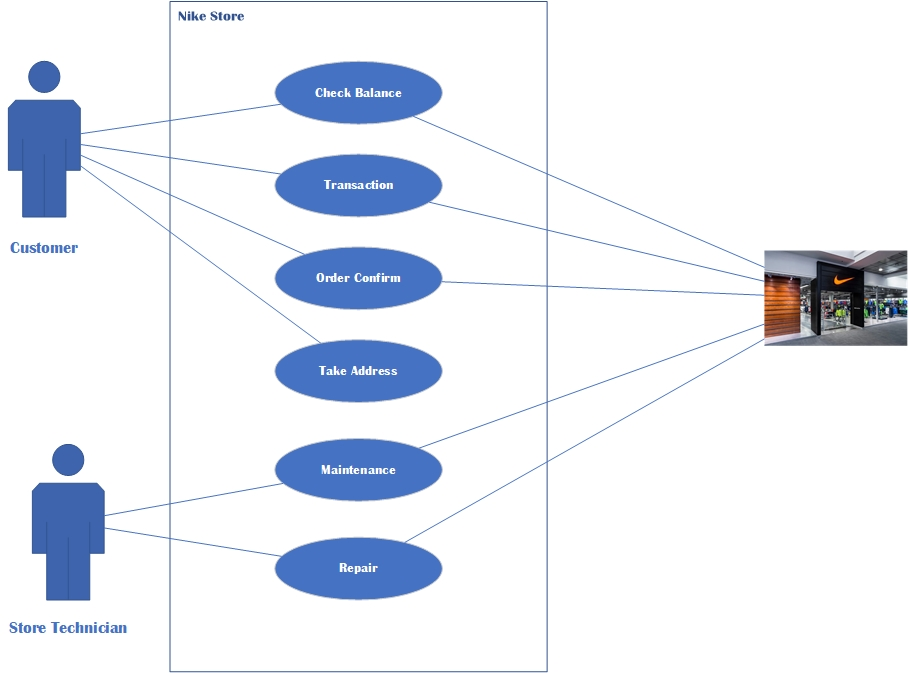 Nike Store
Check Balance
Transaction
Order Confirm
Take Address
Maintenance
Repair
Customer
Store Technician